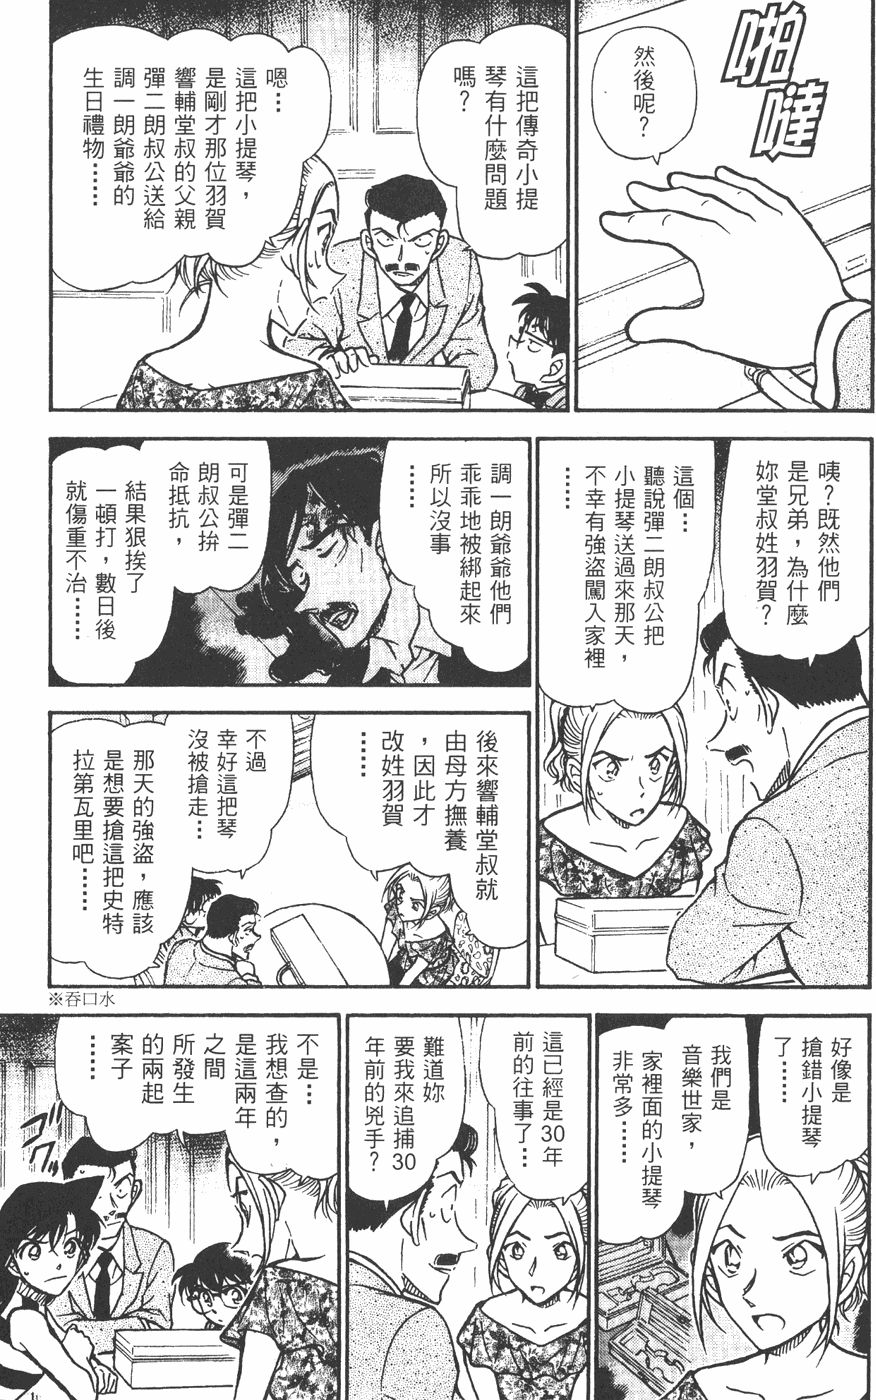 啪
噠
然後呢？
這把傳奇小提
琴有什麼問題
嗎？
嗯…
這把小提琴，
是剛才那位羽賀
響輔堂叔的父親
彈二朗叔公送給
調一朗爺爺的
生日禮物……
咦？既然他們
是兄弟，為什麼
妳堂叔姓羽賀？
這個…
聽說彈二朗叔公把
小提琴送過來那天，
不幸有強盜闖入家裡
……
調一朗爺爺他們
乖乖地被綁起來
所以沒事
……
可是彈二
朗叔公拚
命抵抗，
結果狠挨了
一頓打，數日後
就傷重不治……
後來響輔堂叔就
由母方撫養
，因此才
改姓羽賀
……
不過
幸好這把琴
沒被搶走…
那天的強盜，應該
是想要搶這把史特
拉第瓦里吧……
※吞口水
好像是
搶錯小提琴
了……
我們是
音樂世家，
家裡面的小提琴
非常多……
這已經是30年
前的往事了…
難道妳
要我來追捕30
年前的兇手？
不是…
我想查的，
是這兩年
之間
所發生
的兩起
案子
……
ゴクッ